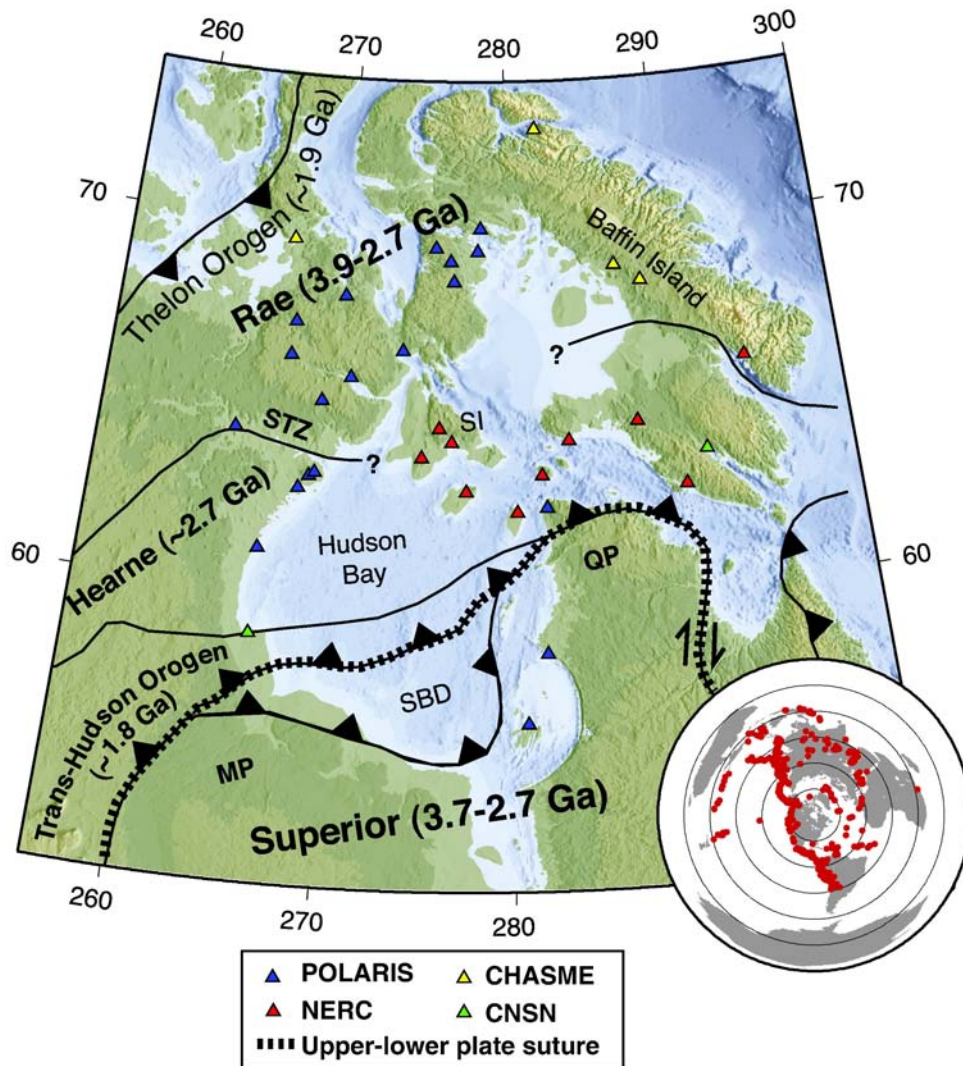 260
270
280
290
300
70
70
60
60
260
270
280
Thelon Orogen (~1.9 Ga)
Rae (3.9-2.7 Ga)
Baffin Island
?
STZ
SI
?
Hearne (~2.7 Ga)
Hudson
Bay
QP
Trans-Hudson Orogen
(~1.8 Ga)
SBD
MP
Superior (3.7-2.7 Ga)
POLARIS
CHASME
NERC
CNSN
Upper-lower plate suture